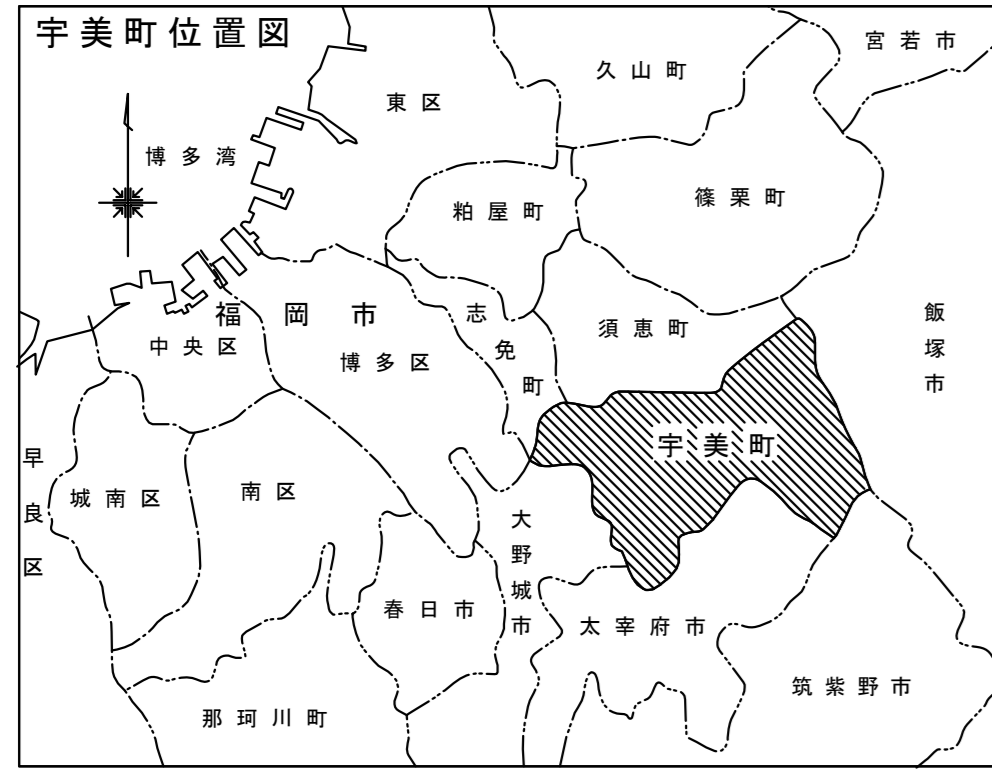 宇美町位置図
宮若市
久山町
東区
博多湾
篠栗町
粕屋町
福岡市
志免町
須恵町
飯塚市
中央区
博多区
宇美町
早良区
城南区
南区
大野城市
春日市
太宰府市
筑紫野市
那珂川町